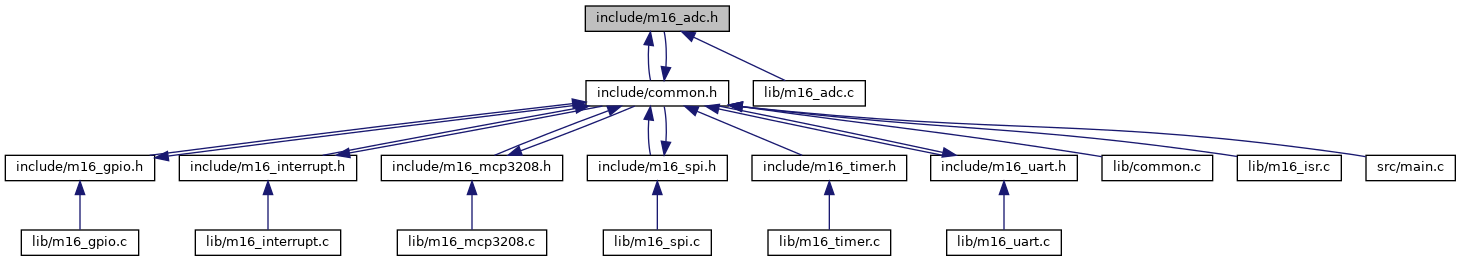 include/m16_adc.h
include/common.h
lib/m16_adc.c
include/m16_gpio.h
include/m16_interrupt.h
include/m16_mcp3208.h
include/m16_spi.h
include/m16_timer.h
include/m16_uart.h
lib/common.c
lib/m16_isr.c
src/main.c
lib/m16_gpio.c
lib/m16_interrupt.c
lib/m16_mcp3208.c
lib/m16_spi.c
lib/m16_timer.c
lib/m16_uart.c